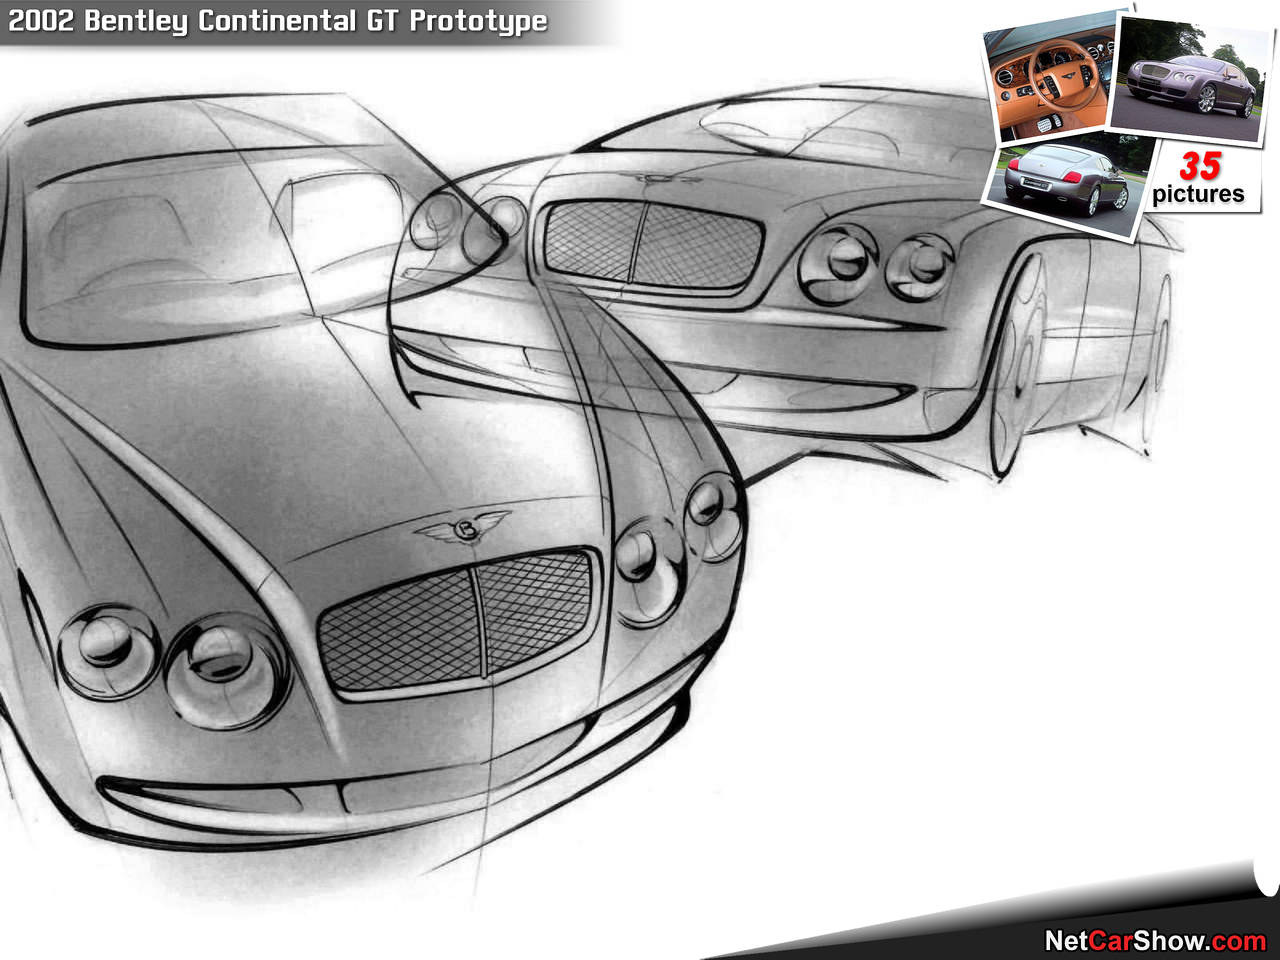 2002 Bentley Continental GT Prototype
35
pictures
B
NetCarShow.com